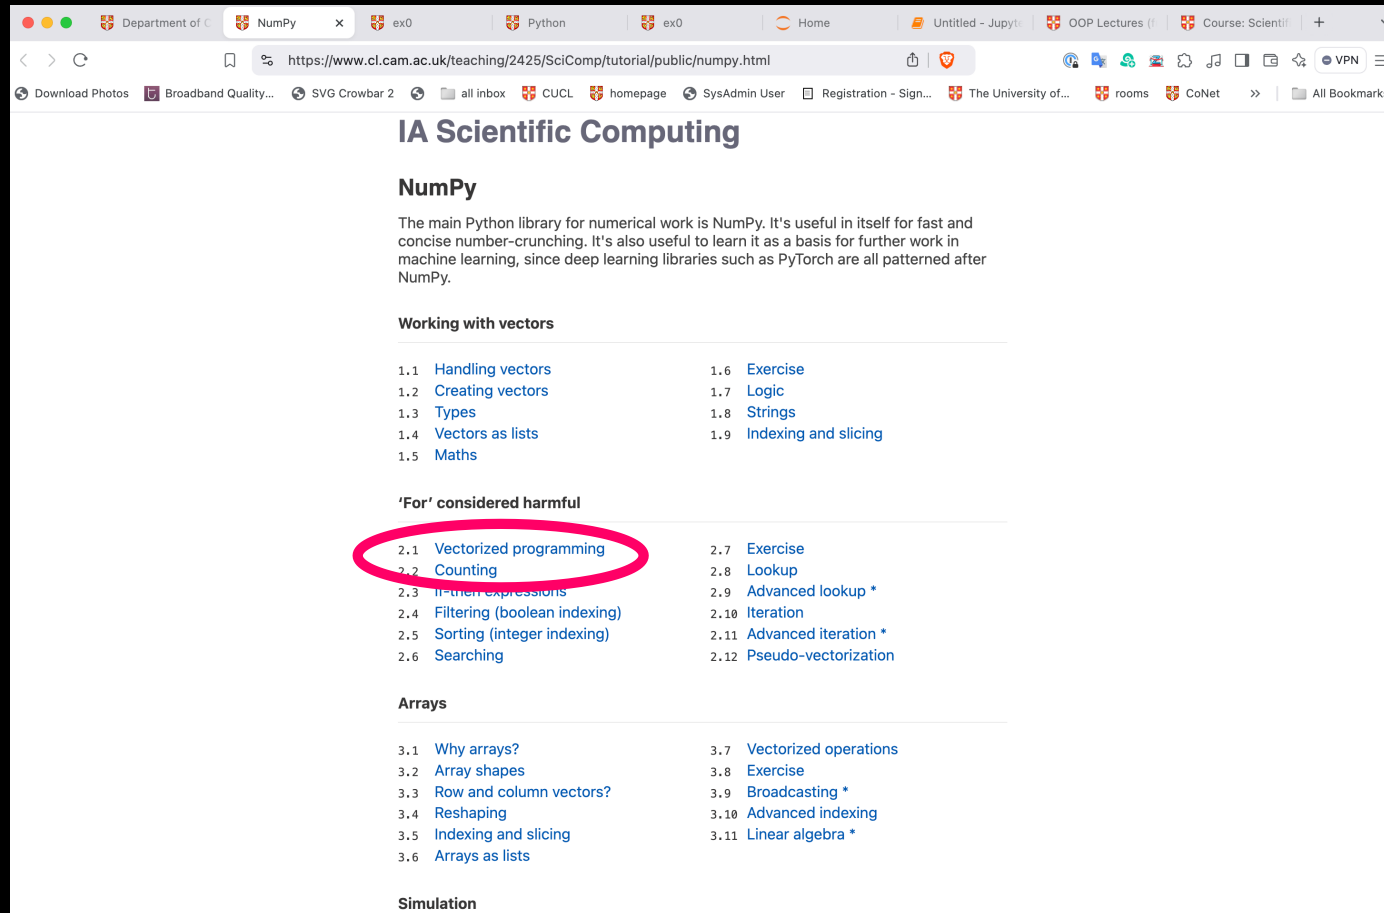 Department of C NumPy ex0 Python ex0 Home Untitled - Jupyte OOP Lectures (f Course: Scientifi
https://www.cl.cam.ac.uk/teaching/2425/SciComp/tutorial/public/numpy.html VPN
Download Photos Broadband Quality... SVG Crowbar 2 all inbox CUCL homepage SysAdmin User Registration - Sign... The University of... rooms CoNet >> All Bookmark
IA Scientific Computing
NumPy
The main Python library for numerical work is NumPy. It's useful in itself for fast and
concise number-crunching. It's also useful to learn it as a basis for further work in
machine learning, since deep learning libraries such as PyTorch are all patterned after
NumPy.
Working with vectors
1.1 Handling vectors
1.2 Creating vectors
1.3 Types
1.4 Vectors as lists
1.5 Maths
1.6 Exercise
1.7 Logic
1.8 Strings
1.9 Indexing and slicing
‘For’ considered harmful
2.1 Vectorized programming
2.2 Counting
2.3 If-then expressions
2.4 Filtering (boolean indexing)
2.5 Sorting (integer indexing)
2.6 Searching
2.7 Exercise
2.8 Lookup
2.9 Advanced lookup *
2.10 Iteration
2.11 Advanced iteration *
2.12 Pseudo-vectorization
Arrays
3.1 Why arrays?
3.2 Array shapes
3.3 Row and column vectors?
3.4 Reshaping
3.5 Indexing and slicing
3.6 Arrays as lists
3.7 Vectorized operations
3.8 Exercise
3.9 Broadcasting *
3.10 Advanced indexing
3.11 Linear algebra *
Simulation